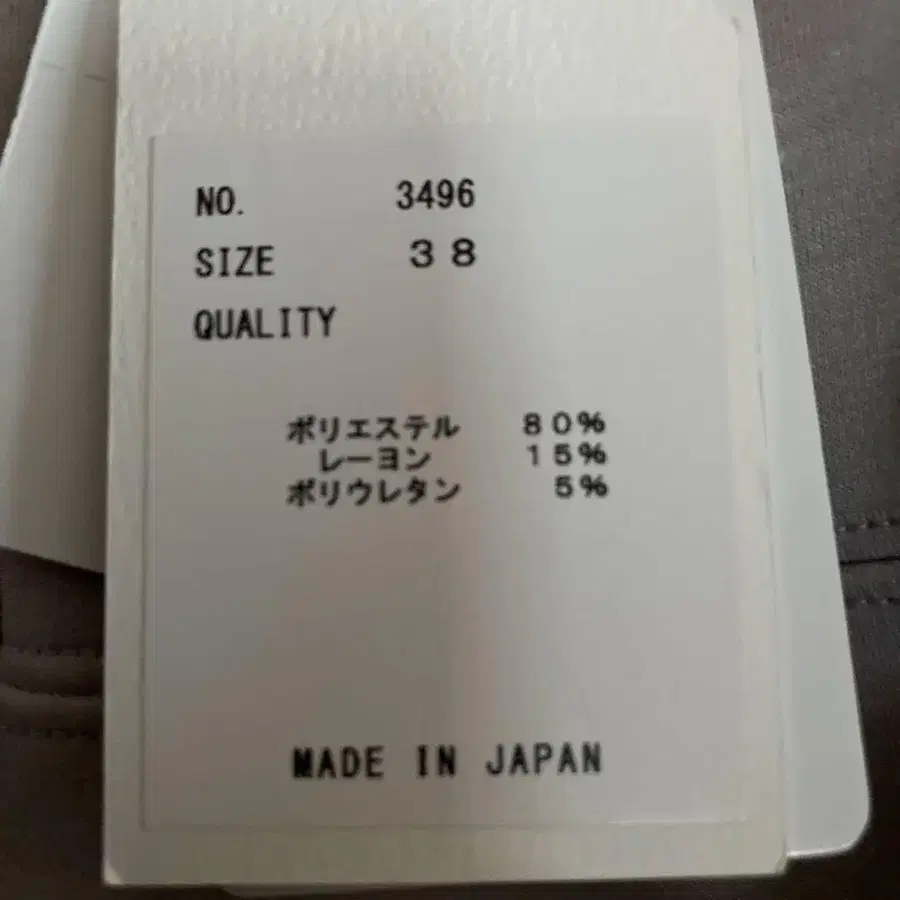 NO. 3496
SIZE 38
QUALITY
ポリエステル 80%
レーヨン 15%
ポリウレタン 5%
MADE IN JAPAN